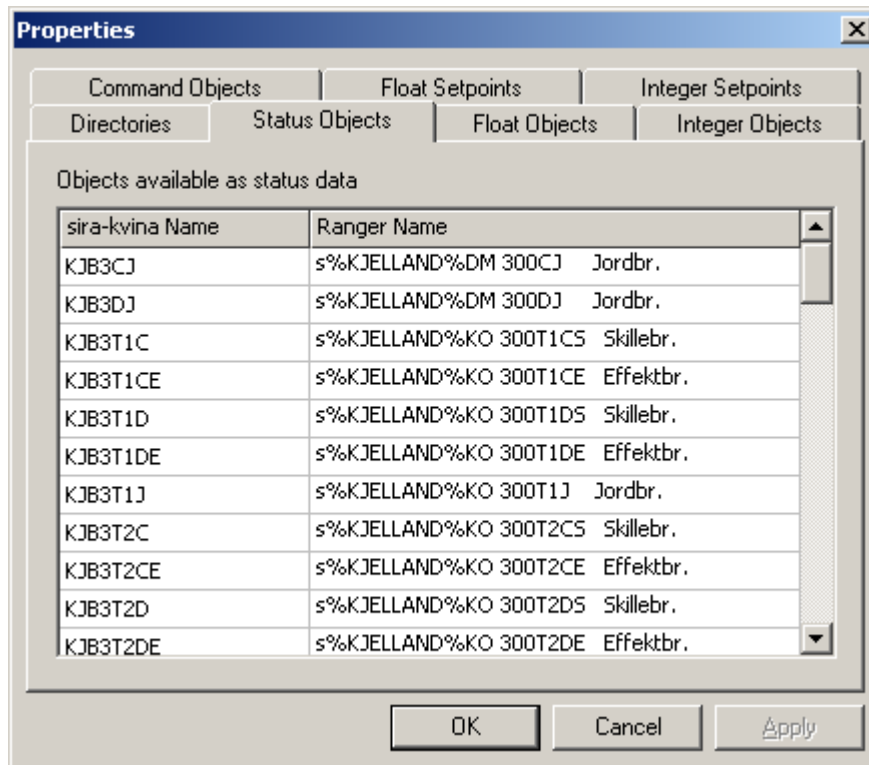 Properties
Command Objects Float Setpoints Integer Setpoints
Directories Status Objects Float Objects Integer Objects
Objects available as status data
sira-kvina Name Ranger Name
KJB3CJ s%KJELLAND%DM 300CJ Jordbr.
KJB3DJ s%KJELLAND%DM 300DJ Jordbr.
KJB3T1C s%KJELLAND%KO 300T1CS Skillebr.
KJB3T1CE s%KJELLAND%KO 300T1CE Effektbr.
KJB3T1D s%KJELLAND%KO 300T1DS Skillebr.
KJB3T1DE s%KJELLAND%KO 300T1DE Effektbr.
KJB3T1J s%KJELLAND%KO 300T1J Jordbr.
KJB3T2C s%KJELLAND%KO 300T2CS Skillebr.
KJB3T2CE s%KJELLAND%KO 300T2CE Effektbr.
KJB3T2D s%KJELLAND%KO 300T2DS Skillebr.
KJB3T2DE s%KJELLAND%KO 300T2DE Effektbr.
OK Cancel Apply